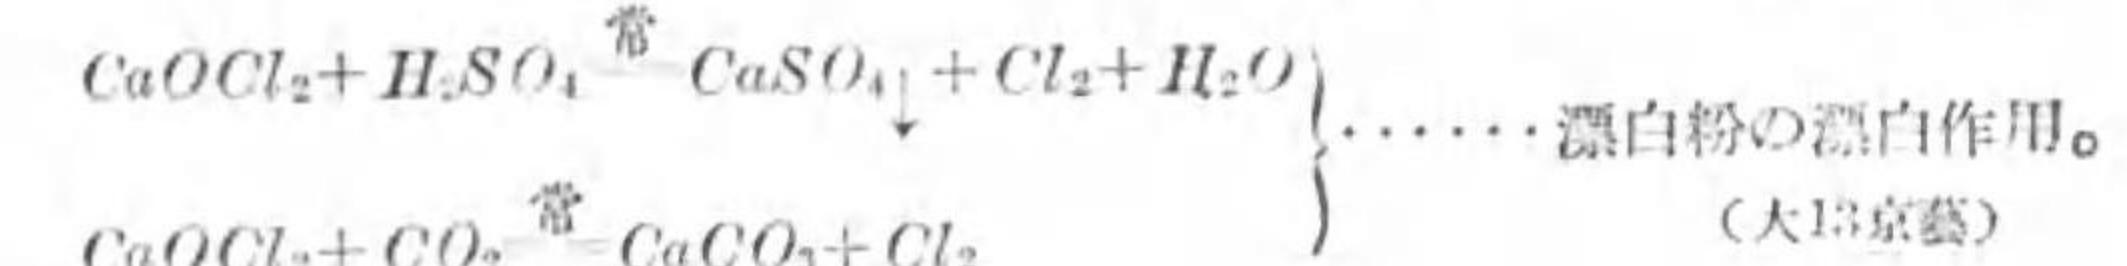 CaOCl₂+H₂SO₄ 常= CaSO₄↓+Cl₂+H₂O
CaOCl₂+CO₂ 常= CaCO₃+Cl₂
}······漂白粉の漂白作用。
(大13京藝)